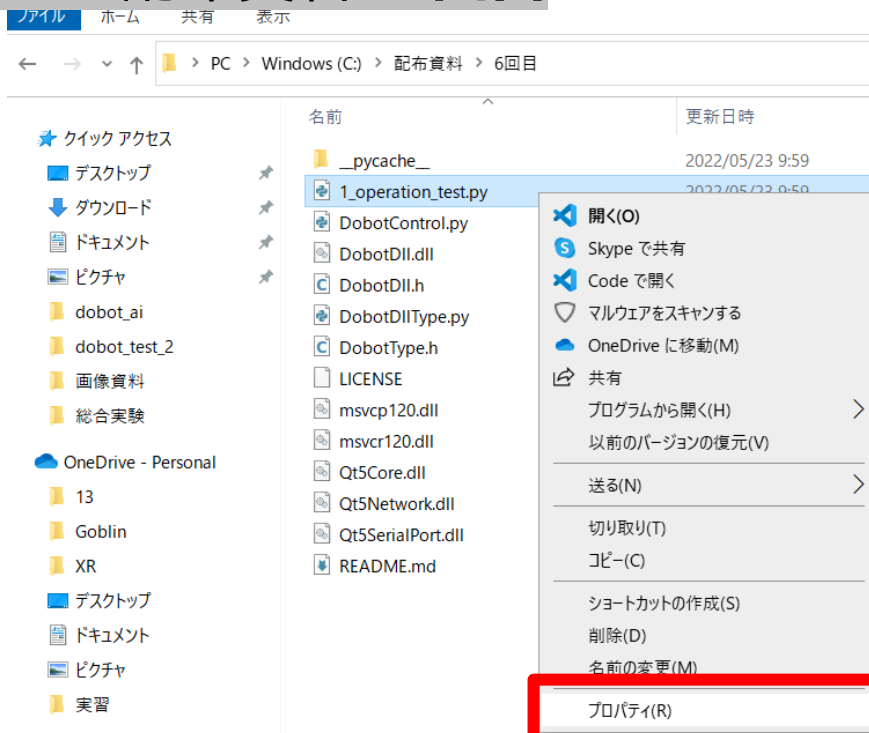 ファイル ホーム 共有 表示
PC > Windows (C:) > 配布資料 > 6回目
名前 更新日時
クイック アクセス
デスクトップ
ダウンロード
ドキュメント
ピクチャ
dobot_ai
dobot_test_2
画像資料
総合実験
OneDrive - Personal
13
Goblin
XR
デスクトップ
ドキュメント
ピクチャ
実習
__pycache__ 2022/05/23 9:59
1_operation_test.py 2022/05/23 9:59
DobotControl.py
DobotDll.dll
DobotDll.h
DobotDllType.py
DobotType.h
LICENSE
msvcp120.dll
msvcr120.dll
Qt5Core.dll
Qt5Network.dll
Qt5SerialPort.dll
README.md
開く(O)
Skype で共有
Code で開く
マルウェアをスキャンする
OneDrive に移動(M)
共有
プログラムから開く(H)
以前のバージョンの復元(V)
送る(N)
切り取り(T)
コピー(C)
ショートカットの作成(S)
削除(D)
名前の変更(M)
プロパティ(R)